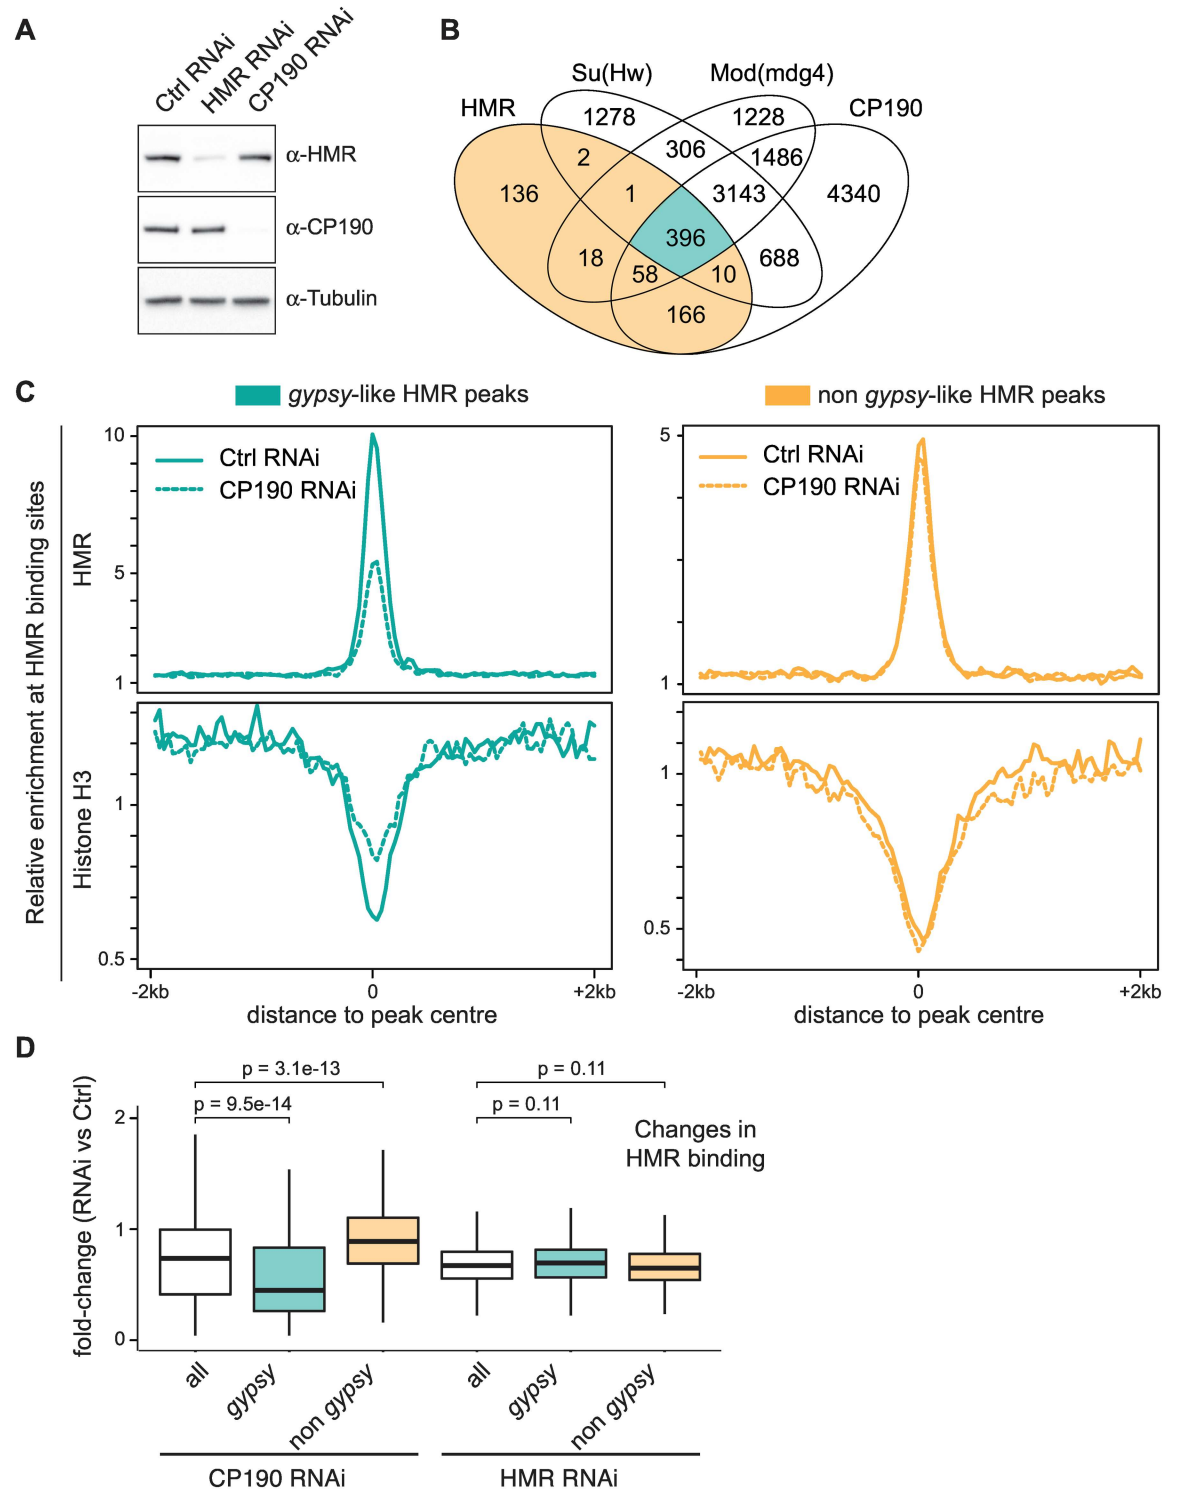 A
Ctrl RNAi
HMR RNAi
CP190 RNAi
α-HMR
α-CP190
α-Tubulin
B
Su(Hw)
Mod(mdg4)
HMR
CP190
1278
1228
2
306
1486
136
1
3143
4340
396
18
58
10
688
166
C
gypsy-like HMR peaks
non gypsy-like HMR peaks
Relative enrichment at HMR binding sites
HMR
10
5
1
Ctrl RNAi
CP190 RNAi
5
1
Ctrl RNAi
CP190 RNAi
Histone H3
1
0.5
-2kb
0
+2kb
distance to peak centre
1
0.5
-2kb
0
+2kb
distance to peak centre
D
fold-change (RNAi vs Ctrl)
2
1
0
p = 3.1e-13
p = 9.5e-14
p = 0.11
p = 0.11
Changes in
HMR binding
all
gypsy
non gypsy
all
gypsy
non gypsy
CP190 RNAi
HMR RNAi